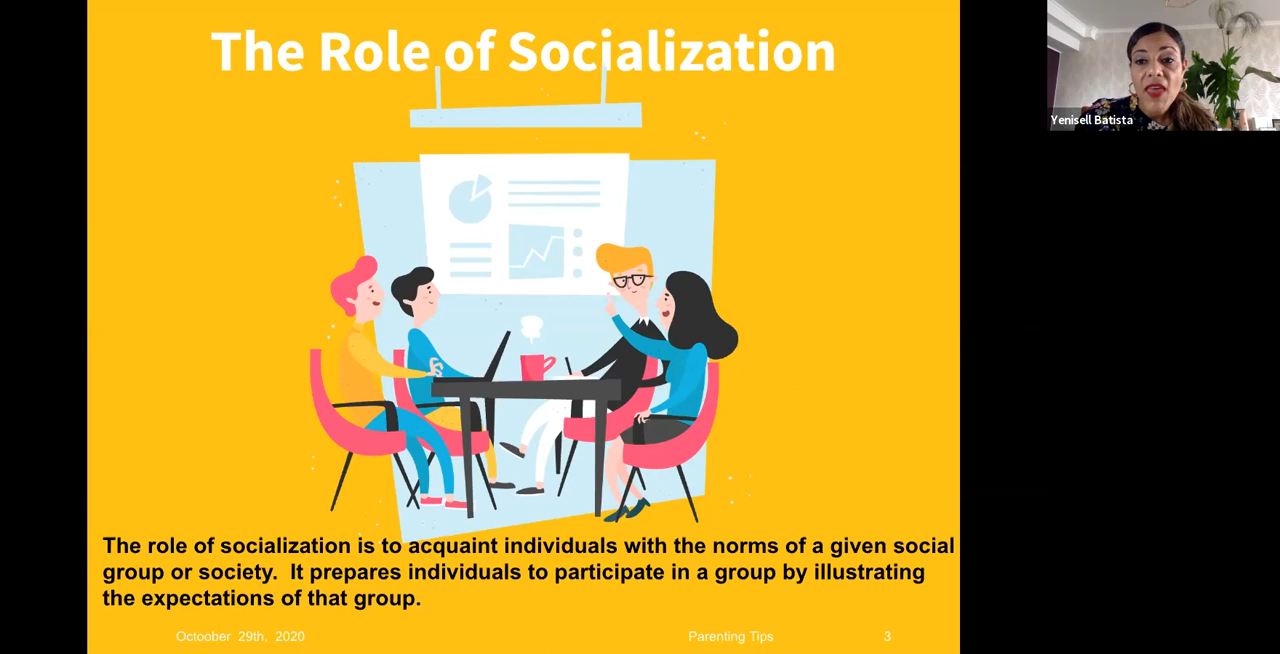 The Role of Socialization
Yenisell Batista
The role of socialization is to acquaint individuals with the norms of a given social
group or society.  It prepares individuals to participate in a group by illustrating
the expectations of that group.
Octoober  29th,  2020
Parenting Tips
3